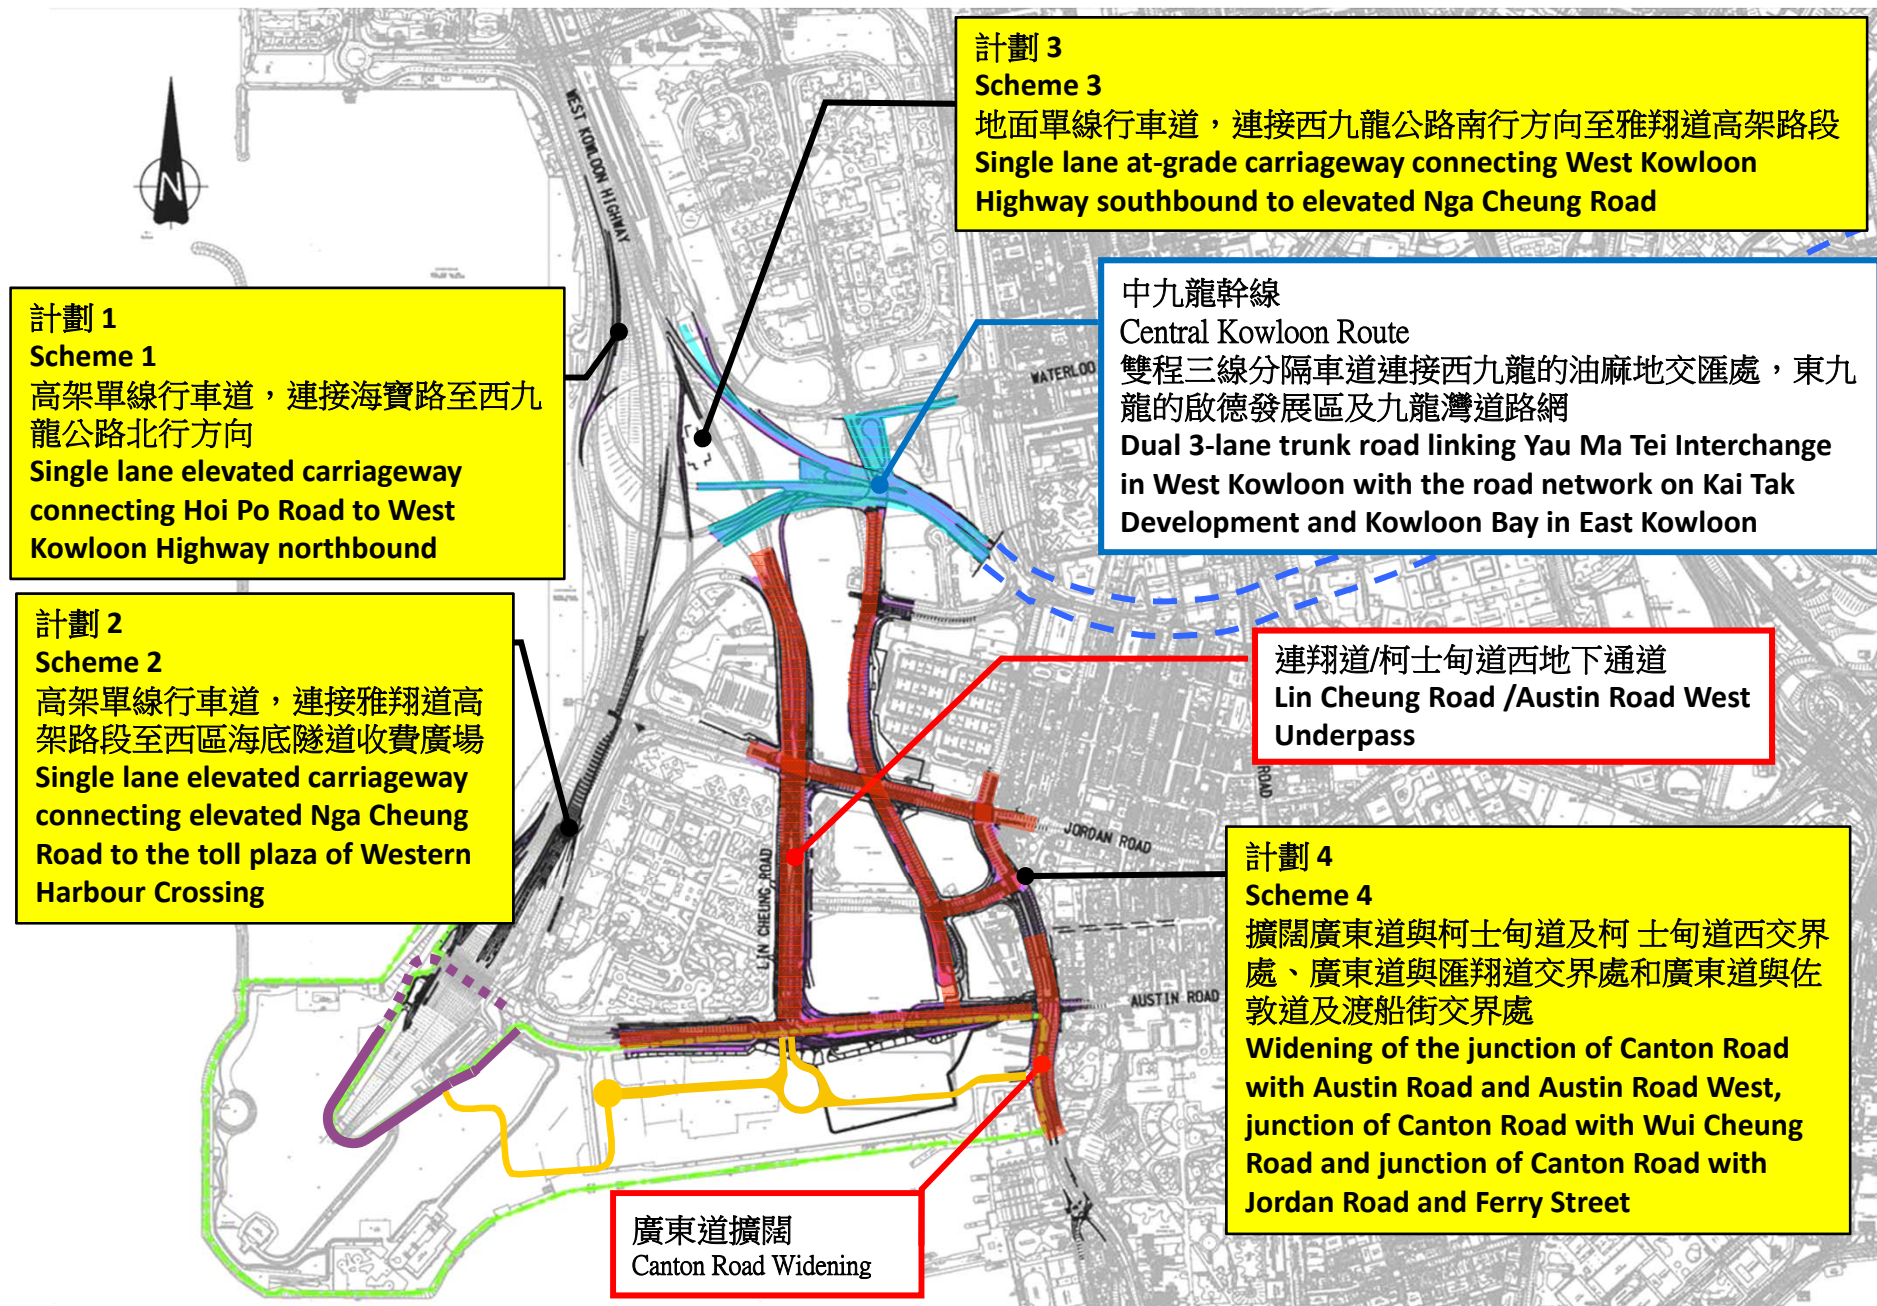 計劃 3
Scheme 3
地面單線行車道，連接西九龍公路南行方向至雅翔道高架路段
Single lane at-grade carriageway connecting West Kowloon
Highway southbound to elevated Nga Cheung Road
WEST KOWLOON HIGHWAY
N
計劃 1
Scheme 1
高架單線行車道，連接海寶路至西九
龍公路北行方向
Single lane elevated carriageway
connecting Hoi Po Road to West
Kowloon Highway northbound
中九龍幹線
Central Kowloon Route
雙程三線分隔車道連接西九龍的油麻地交匯處，東九
龍的啟德發展區及九龍灣道路網
Dual 3-lane trunk road linking Yau Ma Tei Interchange
in West Kowloon with the road network on Kai Tak
Development and Kowloon Bay in East Kowloon
WATERLOO
計劃 2
Scheme 2
高架單線行車道，連接雅翔道高
架路段至西區海底隧道收費廣場
Single lane elevated carriageway
connecting elevated Nga Cheung
Road to the toll plaza of Western
Harbour Crossing
連翔道/柯士甸道西地下通道
Lin Cheung Road /Austin Road West
Underpass
ROAD
JORDAN ROAD
LIN CHEUNG ROAD
AUSTIN ROAD
計劃 4
Scheme 4
擴闊廣東道與柯士甸道及柯 士甸道西交界
處、廣東道與匯翔道交界處和廣東道與佐
敦道及渡船街交界處
Widening of the junction of Canton Road
with Austin Road and Austin Road West,
junction of Canton Road with Wui Cheung
Road and junction of Canton Road with
Jordan Road and Ferry Street
廣東道擴闊
Canton Road Widening